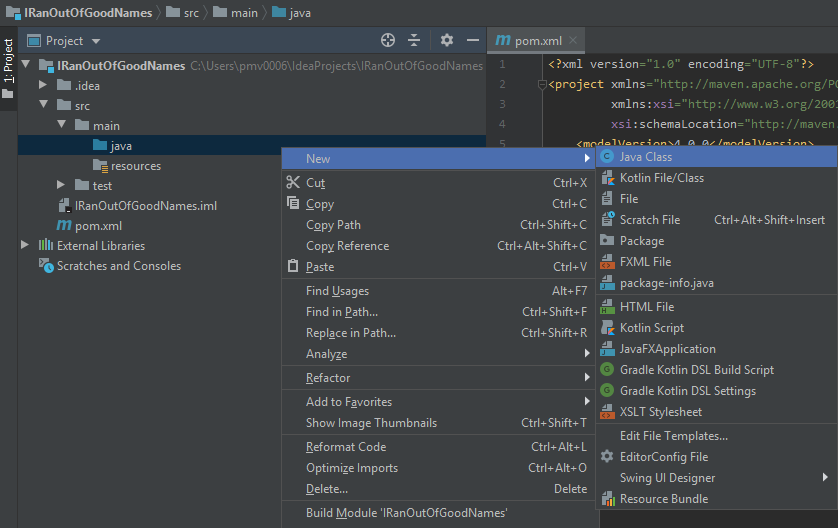 IRanOutOfGoodNames src main java
1: Project
Project
pom.xml
IRanOutOfGoodNames C:\Users\pmv0006\IdeaProjects\IRanOutOfGoodNames
.idea
src
main
java
resources
test
IRanOutOfGoodNames.iml
pom.xml
External Libraries
Scratches and Consoles
1 <?xml version="1.0" encoding="UTF-8"?>
2 <project xmlns="http://maven.apache.org/PO
3 xmlns:xsi="http://www.w3.org/2001
4 xsi:schemaLocation="http://maven.
5 <modelVersion>4.0.0</modelVersion>
New
Cut Ctrl+X
Copy Ctrl+C
Copy Path Ctrl+Shift+C
Copy Reference Ctrl+Alt+Shift+C
Paste Ctrl+V
Find Usages Alt+F7
Find in Path... Ctrl+Shift+F
Replace in Path... Ctrl+Shift+R
Analyze
Refactor
Add to Favorites
Show Image Thumbnails Ctrl+Shift+T
Reformat Code Ctrl+Alt+L
Optimize Imports Ctrl+Alt+O
Delete... Delete
Build Module 'IRanOutOfGoodNames'
Java Class
Kotlin File/Class
File
Scratch File Ctrl+Alt+Shift+Insert
Package
FXML File
package-info.java
HTML File
Kotlin Script
JavaFXApplication
Gradle Kotlin DSL Build Script
Gradle Kotlin DSL Settings
XSLT Stylesheet
Edit File Templates...
EditorConfig File
Swing UI Designer
Resource Bundle